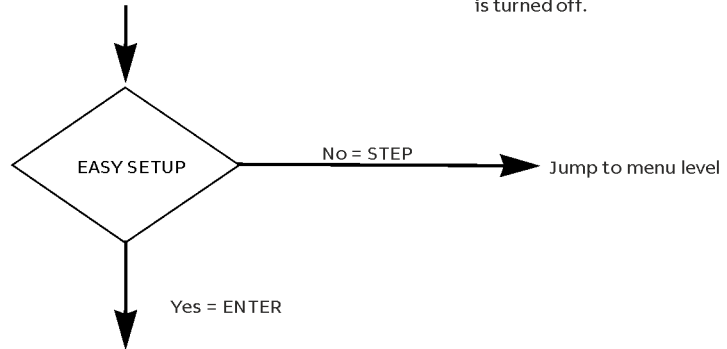 is turned off.
EASY SETUP
No = STEP
Jump to menu level
Yes = ENTER